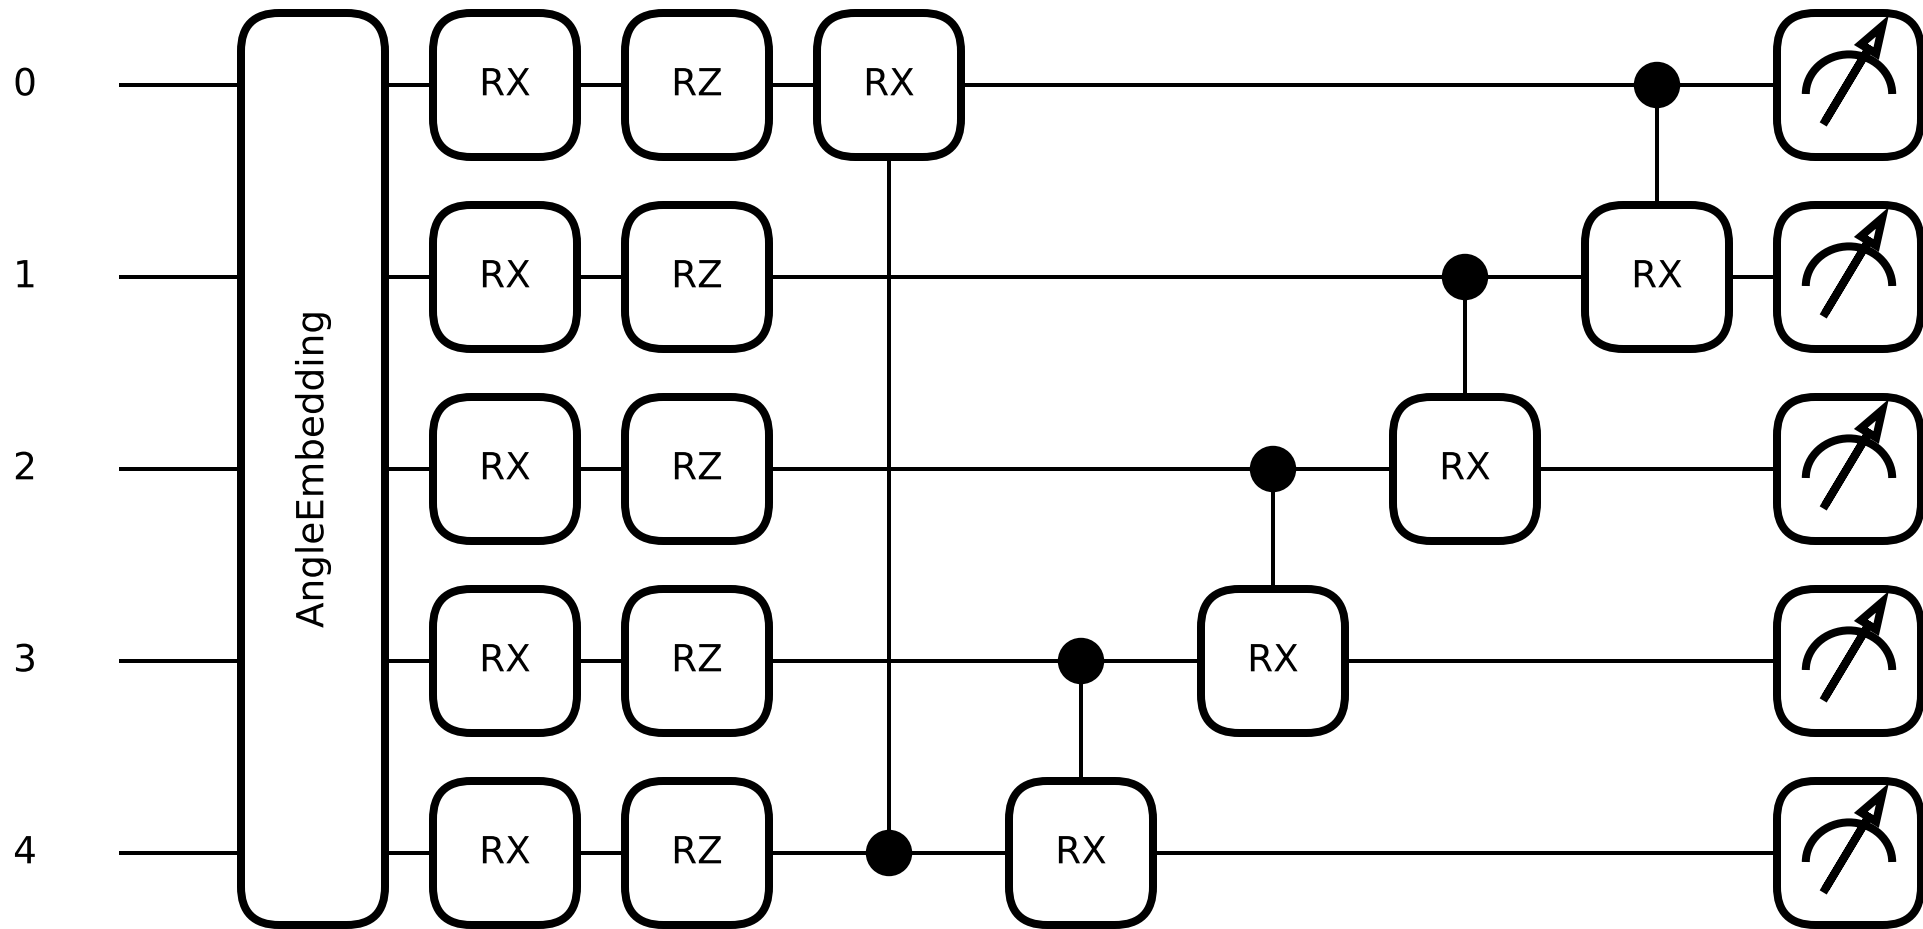 0 RX RZ RX
1 RX RZ RX
AngleEmbedding
2 RX RZ RX
3 RX RZ RX
4 RX RZ RX